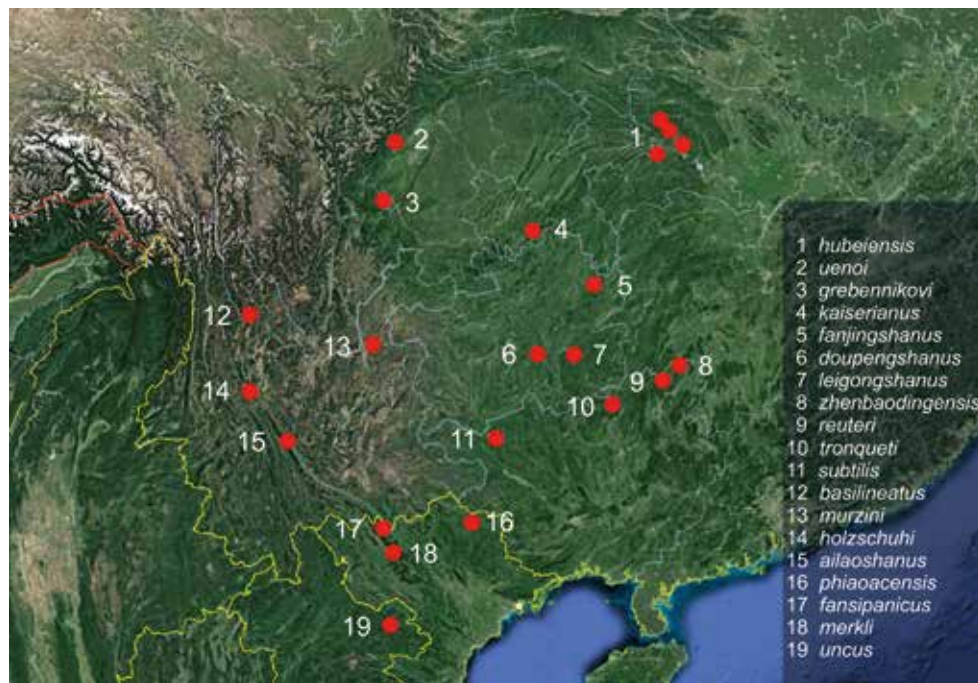 1
2
3
4
5
12
13
6
7
8
9
14
10
15
11
16
17
18
19
1 hubeiensis
2 uenoi
3 grebennikovi
4 kaiserianus
5 fanjingshanus
6 doupengshanus
7 leigongshanus
8 zhenbaodingensis
9 reuteri
10 tronqueti
11 subtilis
12 basilineatus
13 murzini
14 holzschuhi
15 ailaoshanus
16 phiaoacensis
17 fansipanicus
18 merkli
19 uncus